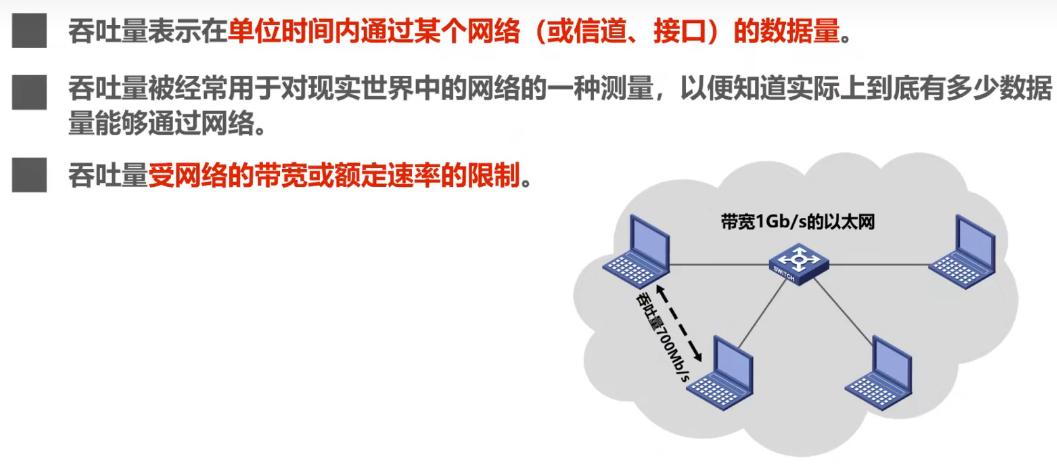 吞吐量表示在单位时间内通过某个网络（或信道、接口）的数据量。
吞吐量被经常用于对现实世界中的网络的一种测量，以便知道实际上到底有多少数据
量能够通过网络。
吞吐量受网络的带宽或额定速率的限制。
带宽1Gb/s的以太网
SWITCH
吞吐量700Mb/s